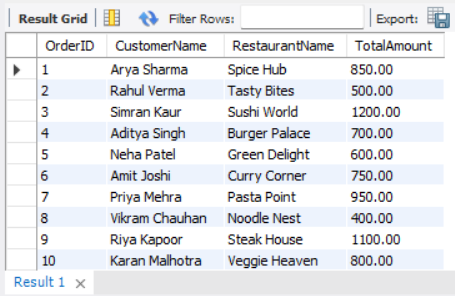 Result Grid Filter Rows: Export:
OrderID CustomerName RestaurantName TotalAmount
1 Arya Sharma Spice Hub 850.00
2 Rahul Verma Tasty Bites 500.00
3 Simran Kaur Sushi World 1200.00
4 Aditya Singh Burger Palace 700.00
5 Neha Patel Green Delight 600.00
6 Amit Joshi Curry Corner 750.00
7 Priya Mehra Pasta Point 950.00
8 Vikram Chauhan Noodle Nest 400.00
9 Riya Kapoor Steak House 1100.00
10 Karan Malhotra Veggie Heaven 800.00
Result 1 ×